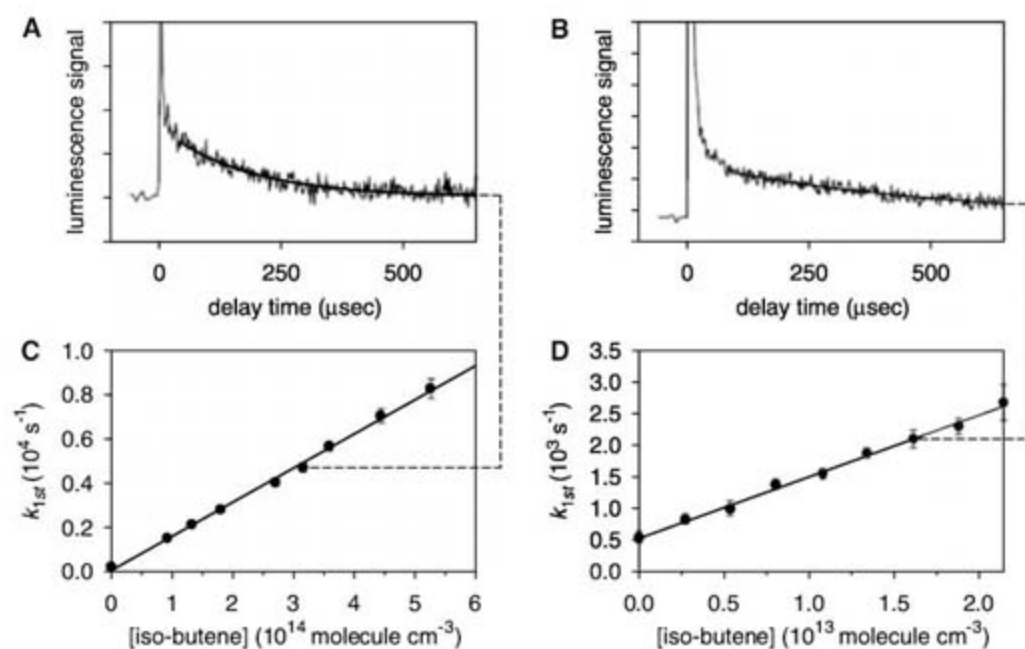 A
luminescence signal
0 250 500
delay time (μsec)
B
luminescence signal
0 250 500
delay time (μsec)
C
1.0
0.8
0.6
0.4
0.2
0.0
k1st (10⁴ s⁻¹)
0 1 2 3 4 5 6
[iso-butene] (10¹⁴ molecule cm⁻³)
D
3.5
3.0
2.5
2.0
1.5
1.0
0.5
0.0
k1st (10³ s⁻¹)
0.0 0.5 1.0 1.5 2.0
[iso-butene] (10¹³ molecule cm⁻³)